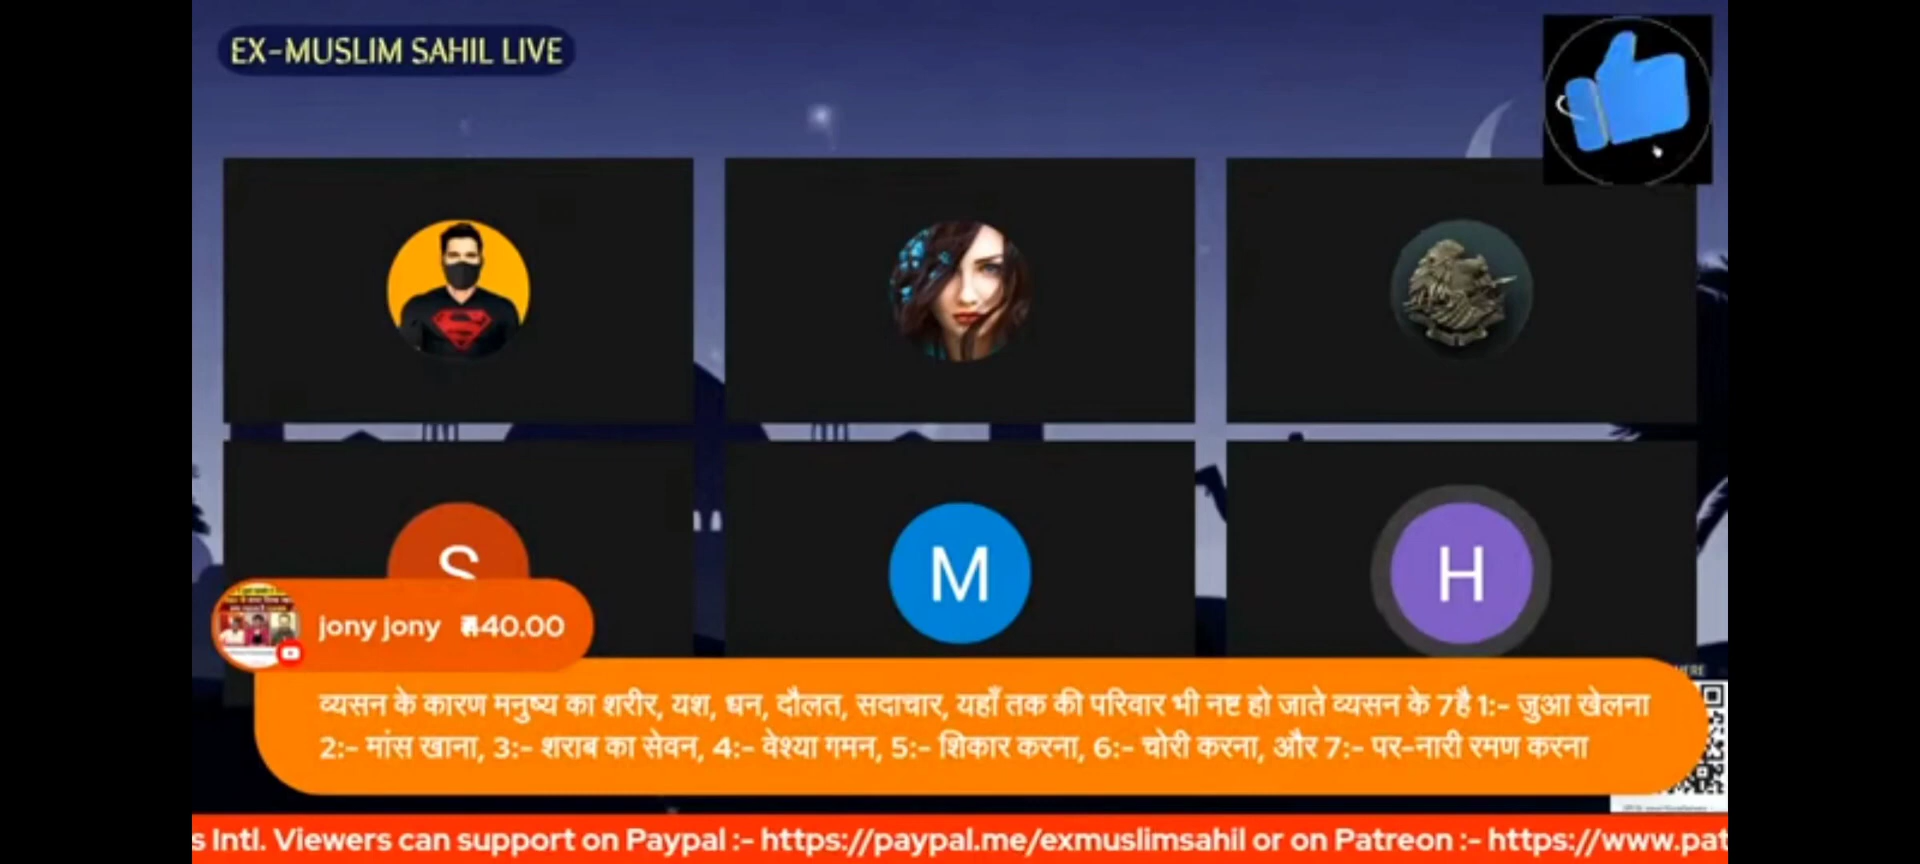 EX-MUSLIM SAHIL LIVE
S
M
H
jony jony ₹40.00
व्यसन के कारण मनुष्य का शरीर, यश, धन, दौलत, सदाचार, यहाँ तक की परिवार भी नष्ट हो जाते व्यसन के 7है 1:- जुआ खेलना
2:- मांस खाना, 3:- शराब का सेवन, 4:- वेश्या गमन, 5:- शिकार करना, 6:- चोरी करना, और 7:- पर-नारी रमण करना
s Intl. Viewers can support on Paypal :- https://paypal.me/exmuslimsahil or on Patreon :- https://www.pat